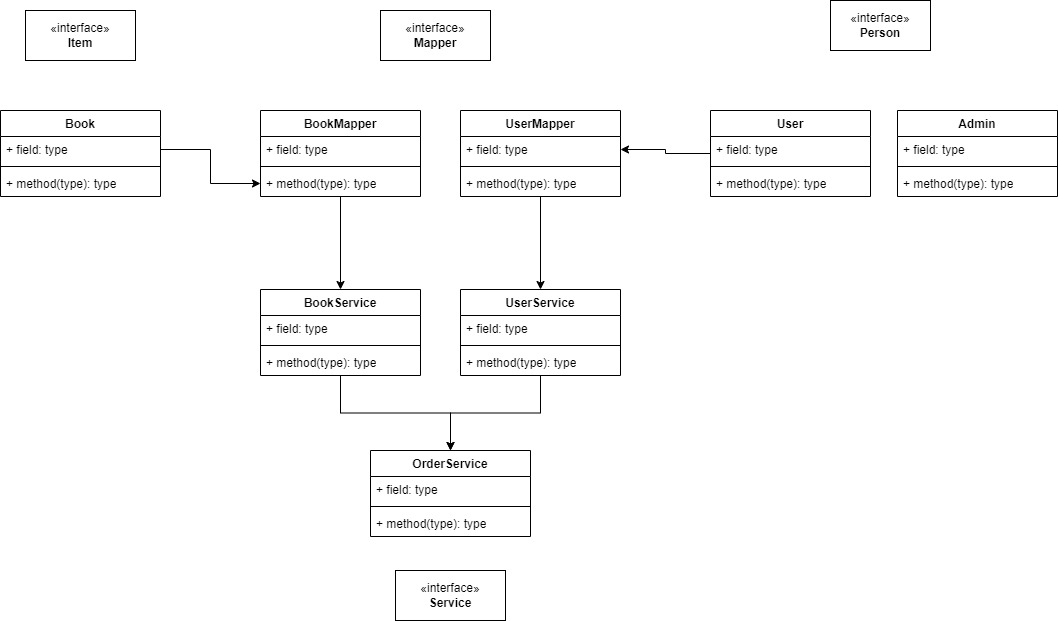 «interface»
Item
«interface»
Mapper
«interface»
Person
Book
+ field: type
+ method(type): type
BookMapper
+ field: type
+ method(type): type
UserMapper
+ field: type
+ method(type): type
User
+ field: type
+ method(type): type
Admin
+ field: type
+ method(type): type
BookService
+ field: type
+ method(type): type
UserService
+ field: type
+ method(type): type
OrderService
+ field: type
+ method(type): type
«interface»
Service